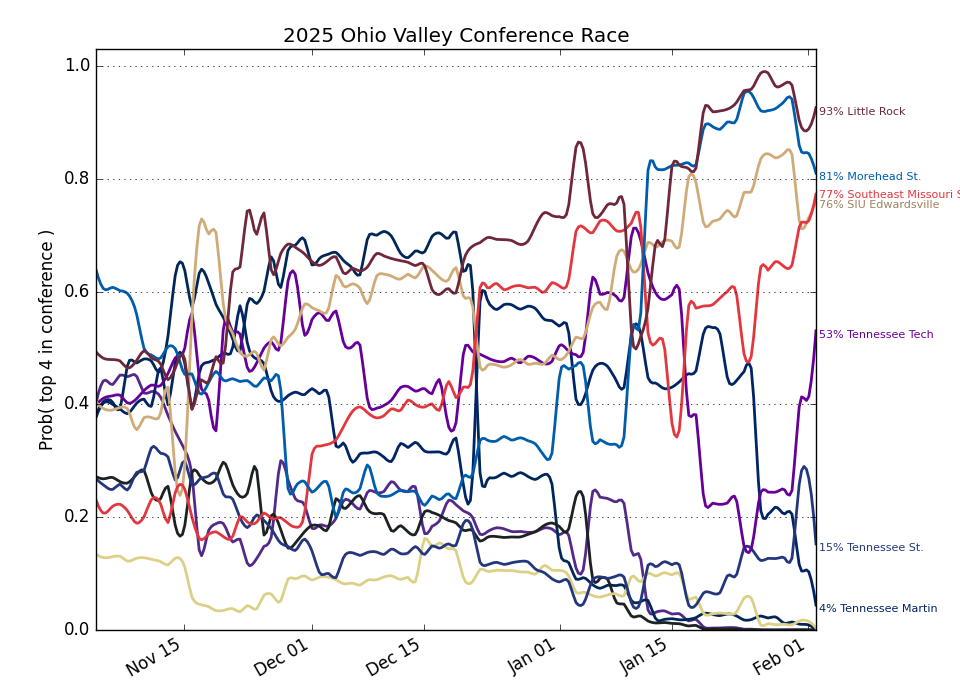 2025 Ohio Valley Conference Race
Prob( top 4 in conference )
1.0
0.8
0.6
0.4
0.2
0.0
Nov 15
Dec 01
Dec 15
Jan 01
Jan 15
Feb 01
93% Little Rock
81% Morehead St.
77% Southeast Missouri S
76% SIU Edwardsville
53% Tennessee Tech
15% Tennessee St.
4% Tennessee Martin